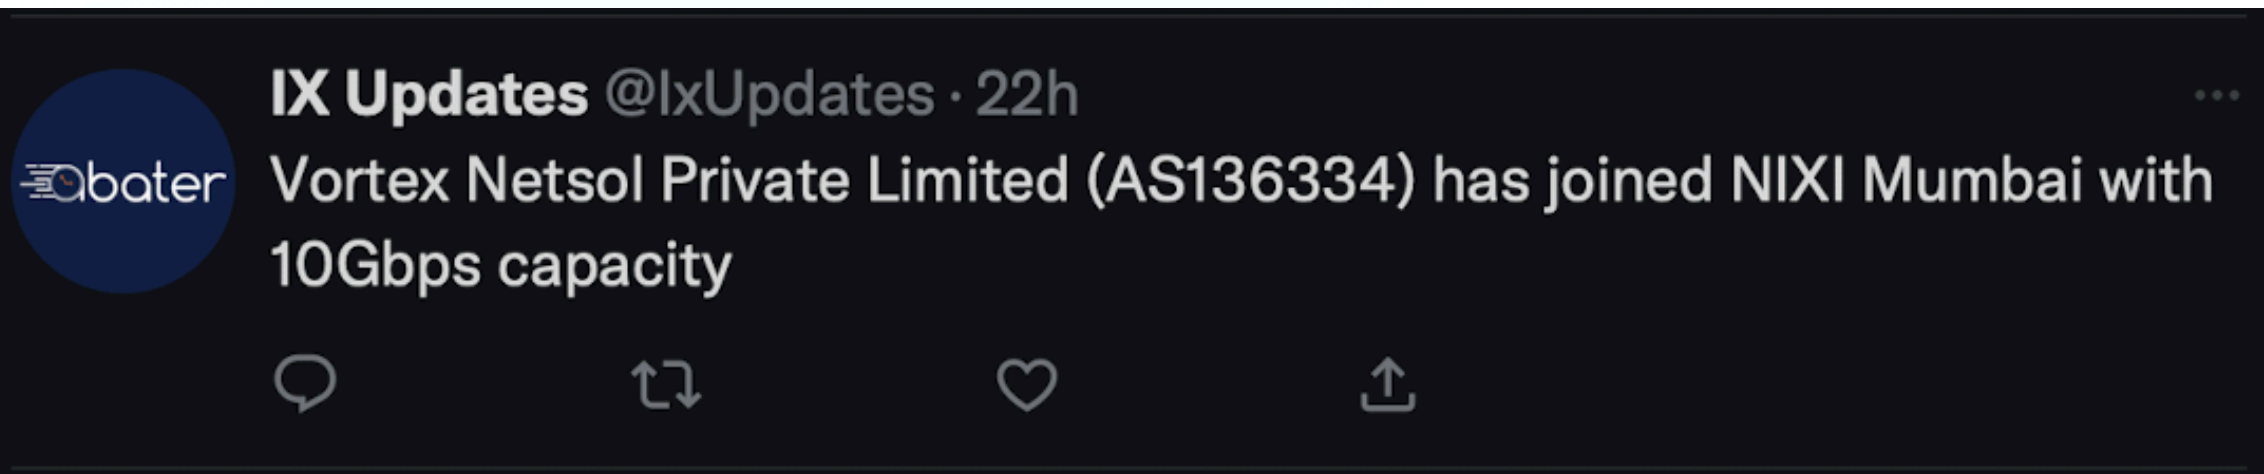 IX Updates @IxUpdates · 22h
abater
Vortex Netsol Private Limited (AS136334) has joined NIXI Mumbai with
10Gbps capacity